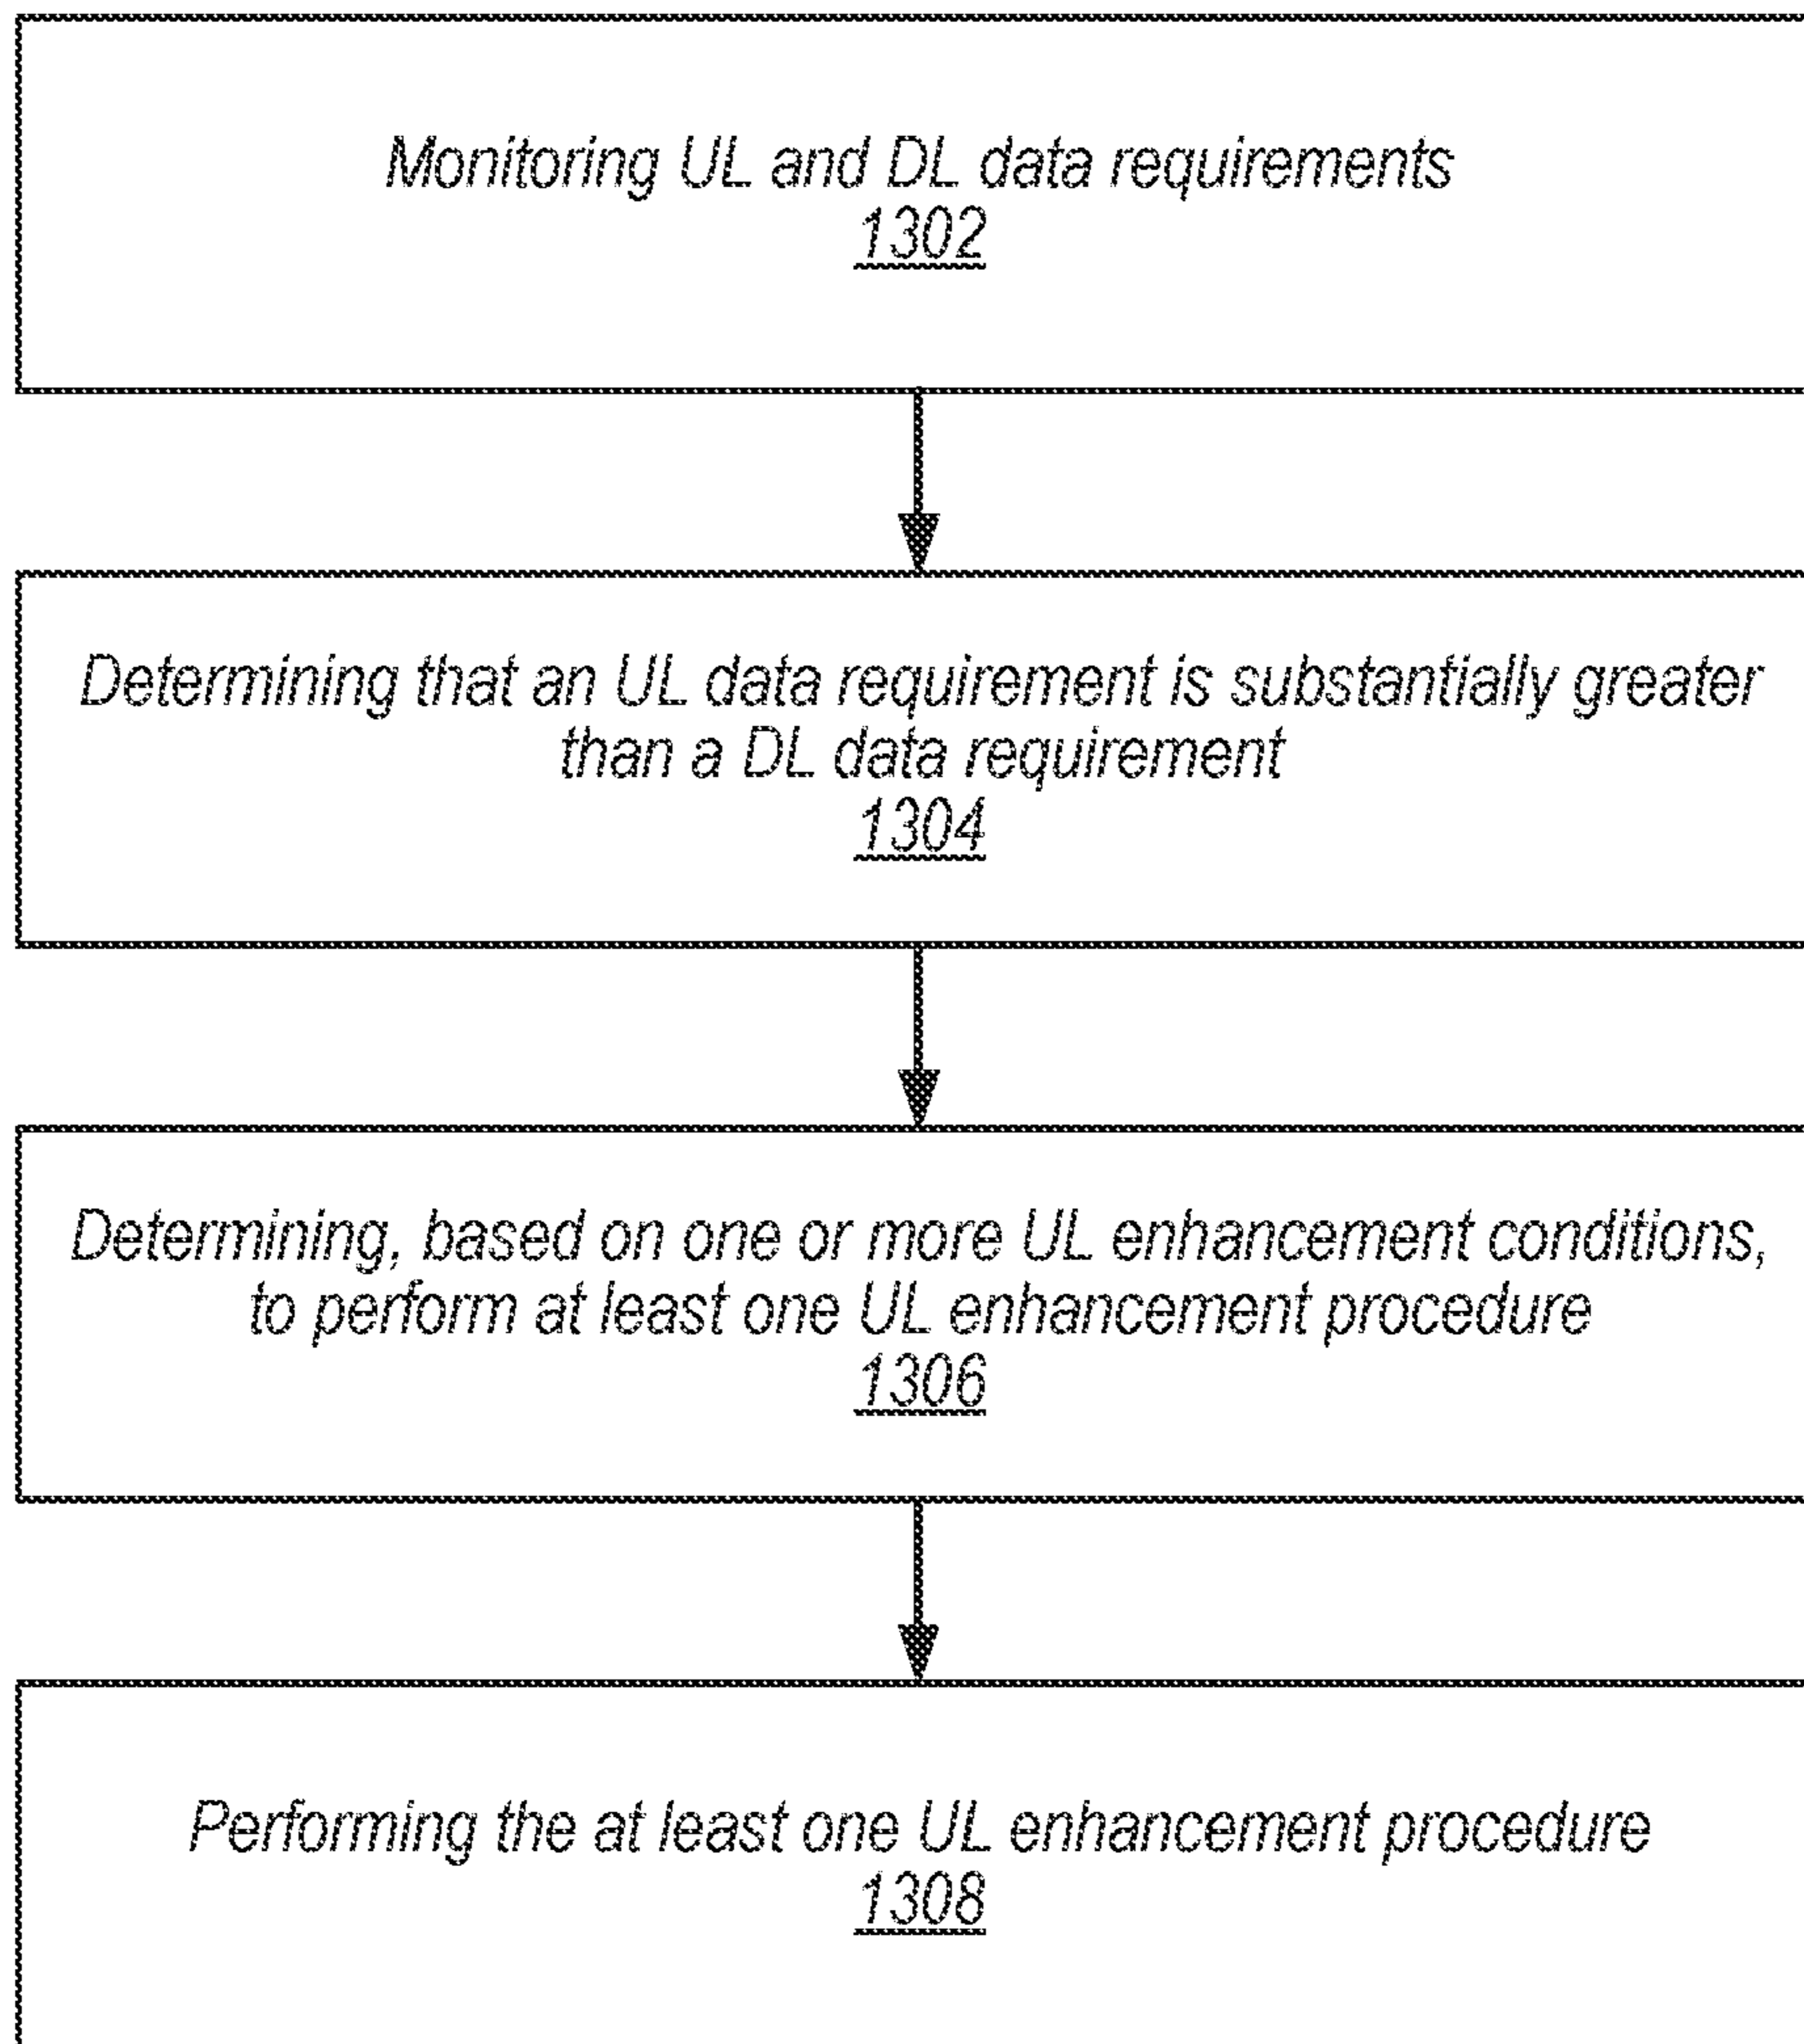 Monitoring UL and DL data requirements
1302
Determining that an UL data requirement is substantially greater
than a DL data requirement
1304
Determining, based on one or more UL enhancement conditions,
to perform at least one UL enhancement procedure
1306
Performing the at least one UL enhancement procedure
1308